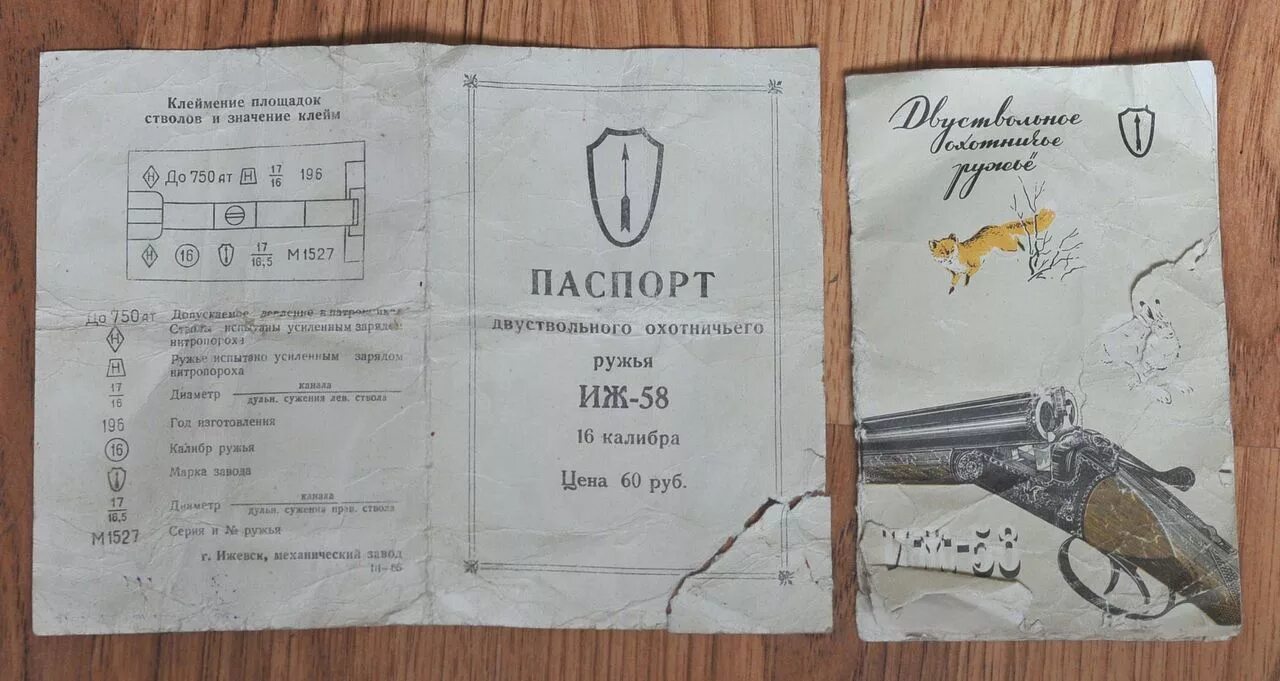 Клеймение площадок
стволов и значение клейм
Н До 750 ат Н 17/16 196
16 17/16,5 М1527
До 750 ат Допускаемое давление в патроннике
Н Стволы испытаны усиленным зарядом
нитропороха
Н Ружье испытано усиленным зарядом
нитропороха
17/16 Диаметр канала
дульн. сужения лев. ствола
196 Год изготовления
16 Калибр ружья
Марка завода
17/16,5 Диаметр канала
дульн. сужения прав. ствола
М1527 Серия и № ружья
г. Ижевск, механический завод
ПАСПОРТ
двуствольного охотничьего
ружья
ИЖ-58
16 калибра
Цена 60 руб.
Двуствольное
охотничье
ружьё
ИЖ-58